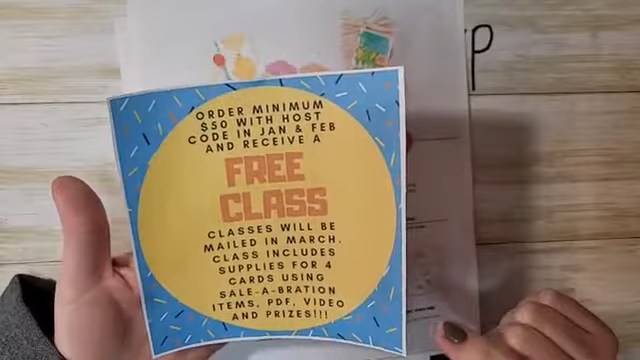 P
ORDER MINIMUM
$50 WITH HOST
CODE IN JAN & FEB
AND RECEIVE A
FREE
CLASS
CLASSES WILL BE
MAILED IN MARCH.
CLASS INCLUDES
SUPPLIES FOR 4
CARDS USING
SALE-A-BRATION
ITEMS, PDF, VIDEO
AND PRIZES!!!